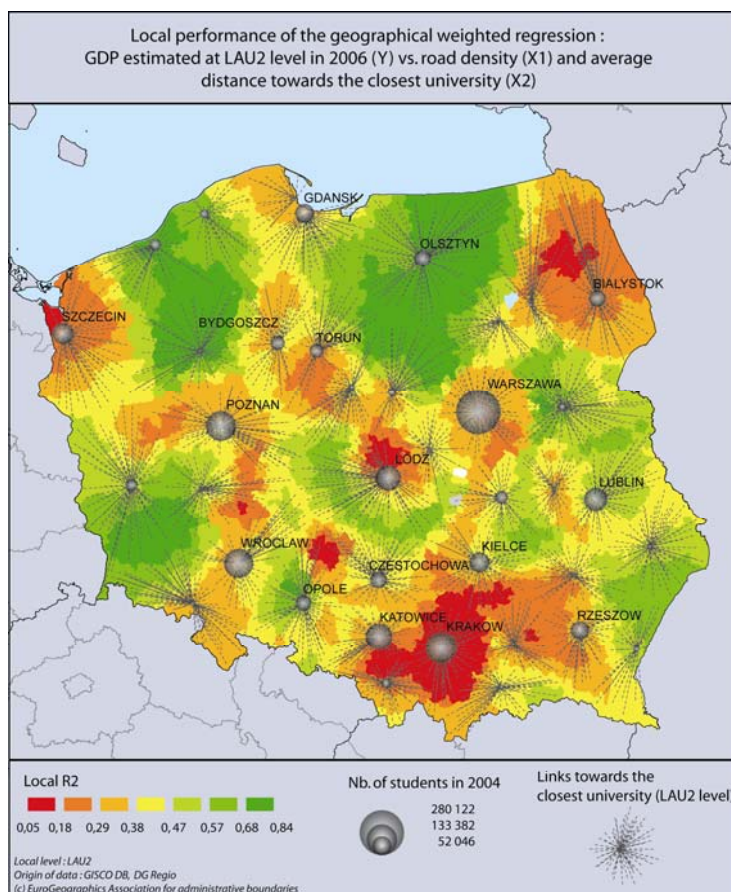 Local performance of the geographical weighted regression :
GDP estimated at LAU2 level in 2006 (Y) vs. road density (X1) and average
distance towards the closest university (X2)
GDANSK
OLSZTYN
BIALYSTOK
SZCZECIN
BYDGOSZCZ
TORUN
WARSZAWA
POZNAN
LODZ
LUBLIN
WROCLAW
KIELCE
CZESTOCHOWA
OPOLE
KATOWICE
KRAKOW
RZESZOW
Local R2
0,05 0,18 0,29 0,38 0,47 0,57 0,68 0,84
Nb. of students in 2004
280 122
133 382
52 046
Links towards the
closest university (LAU2 level)
Local level : LAU2
Origin of data : GISCO DB, DG Regio
(c) EuroGeographics Association for administrative boundaries